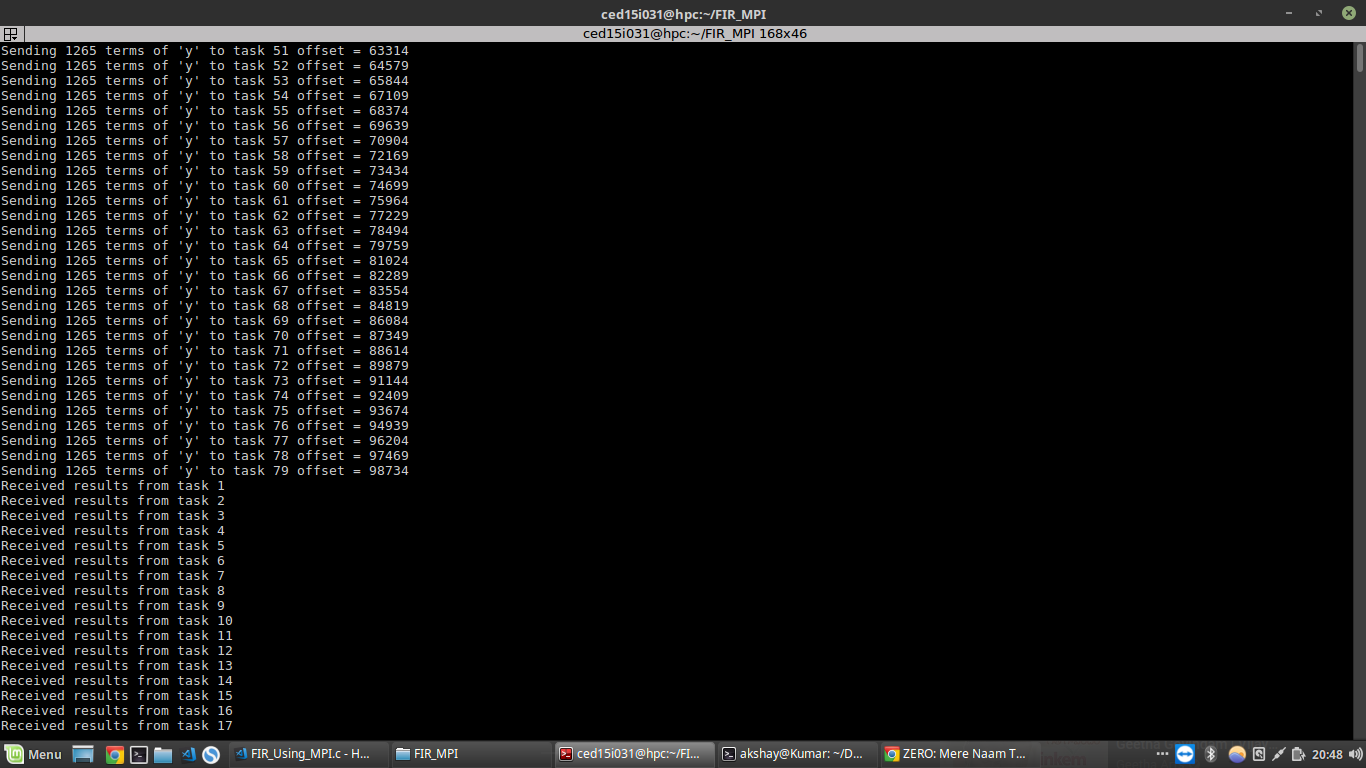 ced15i031@hpc:~/FIR_MPI
ced15i031@hpc:~/FIR_MPI 168x46
Sending 1265 terms of 'y' to task 51 offset = 63314
Sending 1265 terms of 'y' to task 52 offset = 64579
Sending 1265 terms of 'y' to task 53 offset = 65844
Sending 1265 terms of 'y' to task 54 offset = 67109
Sending 1265 terms of 'y' to task 55 offset = 68374
Sending 1265 terms of 'y' to task 56 offset = 69639
Sending 1265 terms of 'y' to task 57 offset = 70904
Sending 1265 terms of 'y' to task 58 offset = 72169
Sending 1265 terms of 'y' to task 59 offset = 73434
Sending 1265 terms of 'y' to task 60 offset = 74699
Sending 1265 terms of 'y' to task 61 offset = 75964
Sending 1265 terms of 'y' to task 62 offset = 77229
Sending 1265 terms of 'y' to task 63 offset = 78494
Sending 1265 terms of 'y' to task 64 offset = 79759
Sending 1265 terms of 'y' to task 65 offset = 81024
Sending 1265 terms of 'y' to task 66 offset = 82289
Sending 1265 terms of 'y' to task 67 offset = 83554
Sending 1265 terms of 'y' to task 68 offset = 84819
Sending 1265 terms of 'y' to task 69 offset = 86084
Sending 1265 terms of 'y' to task 70 offset = 87349
Sending 1265 terms of 'y' to task 71 offset = 88614
Sending 1265 terms of 'y' to task 72 offset = 89879
Sending 1265 terms of 'y' to task 73 offset = 91144
Sending 1265 terms of 'y' to task 74 offset = 92409
Sending 1265 terms of 'y' to task 75 offset = 93674
Sending 1265 terms of 'y' to task 76 offset = 94939
Sending 1265 terms of 'y' to task 77 offset = 96204
Sending 1265 terms of 'y' to task 78 offset = 97469
Sending 1265 terms of 'y' to task 79 offset = 98734
Received results from task 1
Received results from task 2
Received results from task 3
Received results from task 4
Received results from task 5
Received results from task 6
Received results from task 7
Received results from task 8
Received results from task 9
Received results from task 10
Received results from task 11
Received results from task 12
Received results from task 13
Received results from task 14
Received results from task 15
Received results from task 16
Received results from task 17
Menu FIR_Using_MPI.c - H... FIR_MPI ced15i031@hpc:~/FI... akshay@Kumar: ~/D... ZERO: Mere Naam T... 20:48